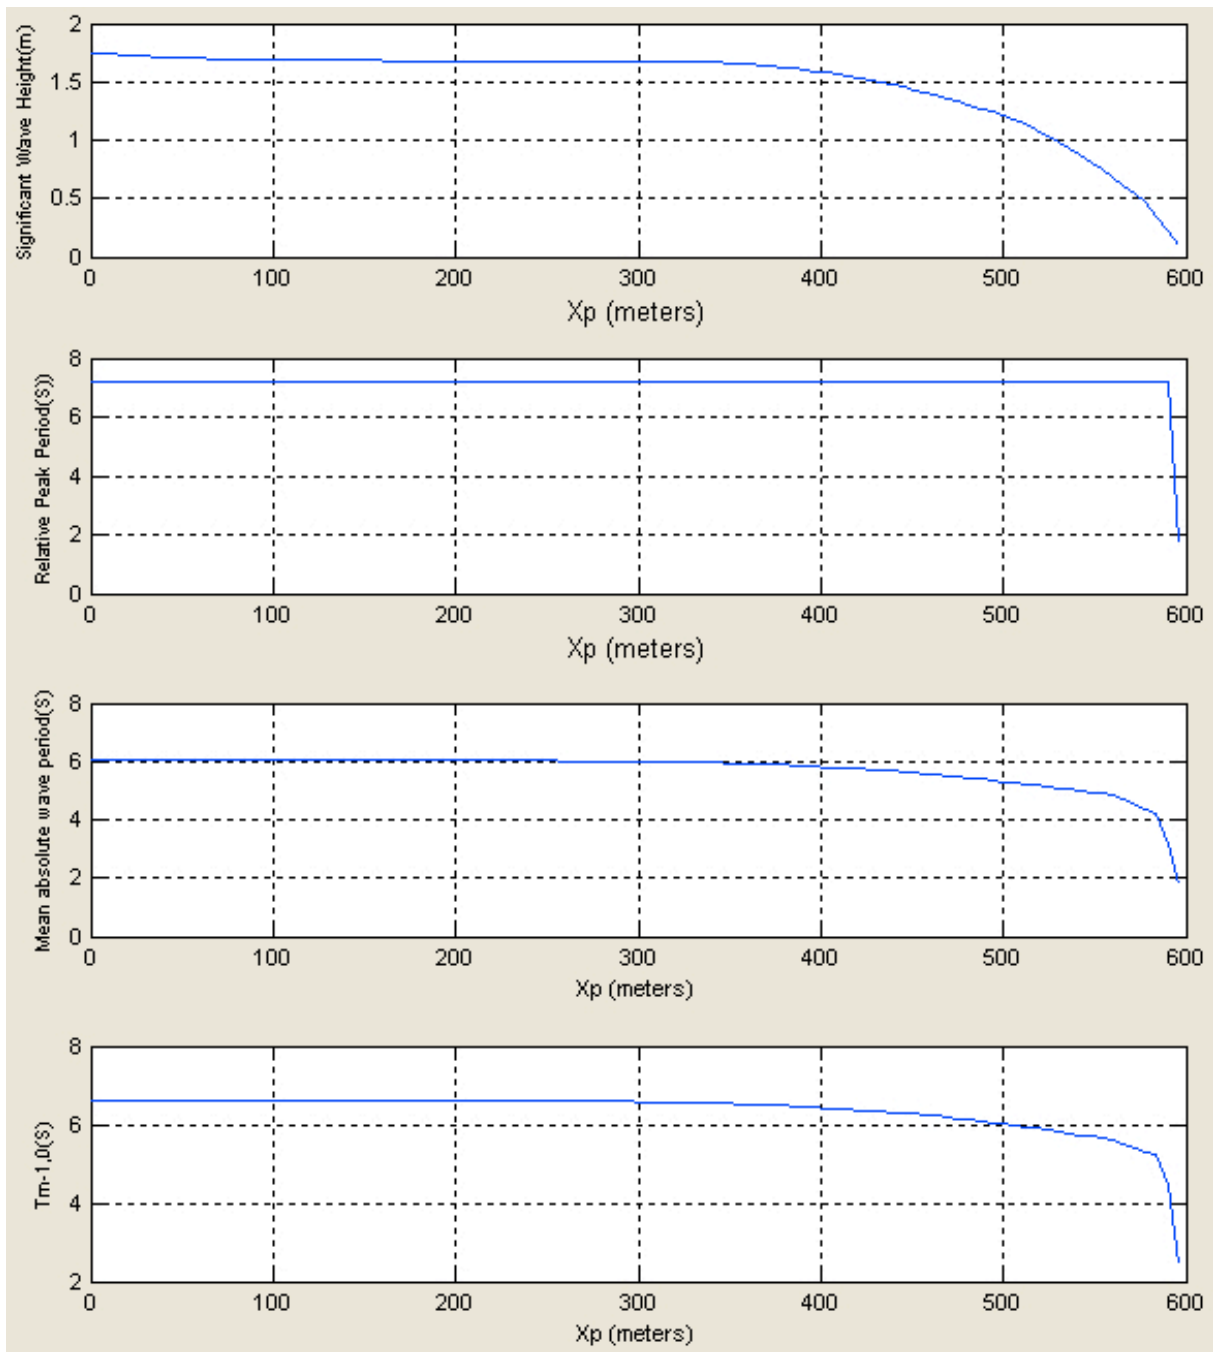 Significant Wave Height(m)
2
1.5
1
0.5
0
0 100 200 300 400 500 600
Xp (meters)
Relative Peak Period(S))
8
6
4
2
0
0 100 200 300 400 500 600
Xp (meters)
Mean absolute wave period(S)
8
6
4
2
0
0 100 200 300 400 500 600
Xp (meters)
Tm-1,0(S)
8
6
4
2
0 100 200 300 400 500 600
Xp (meters)